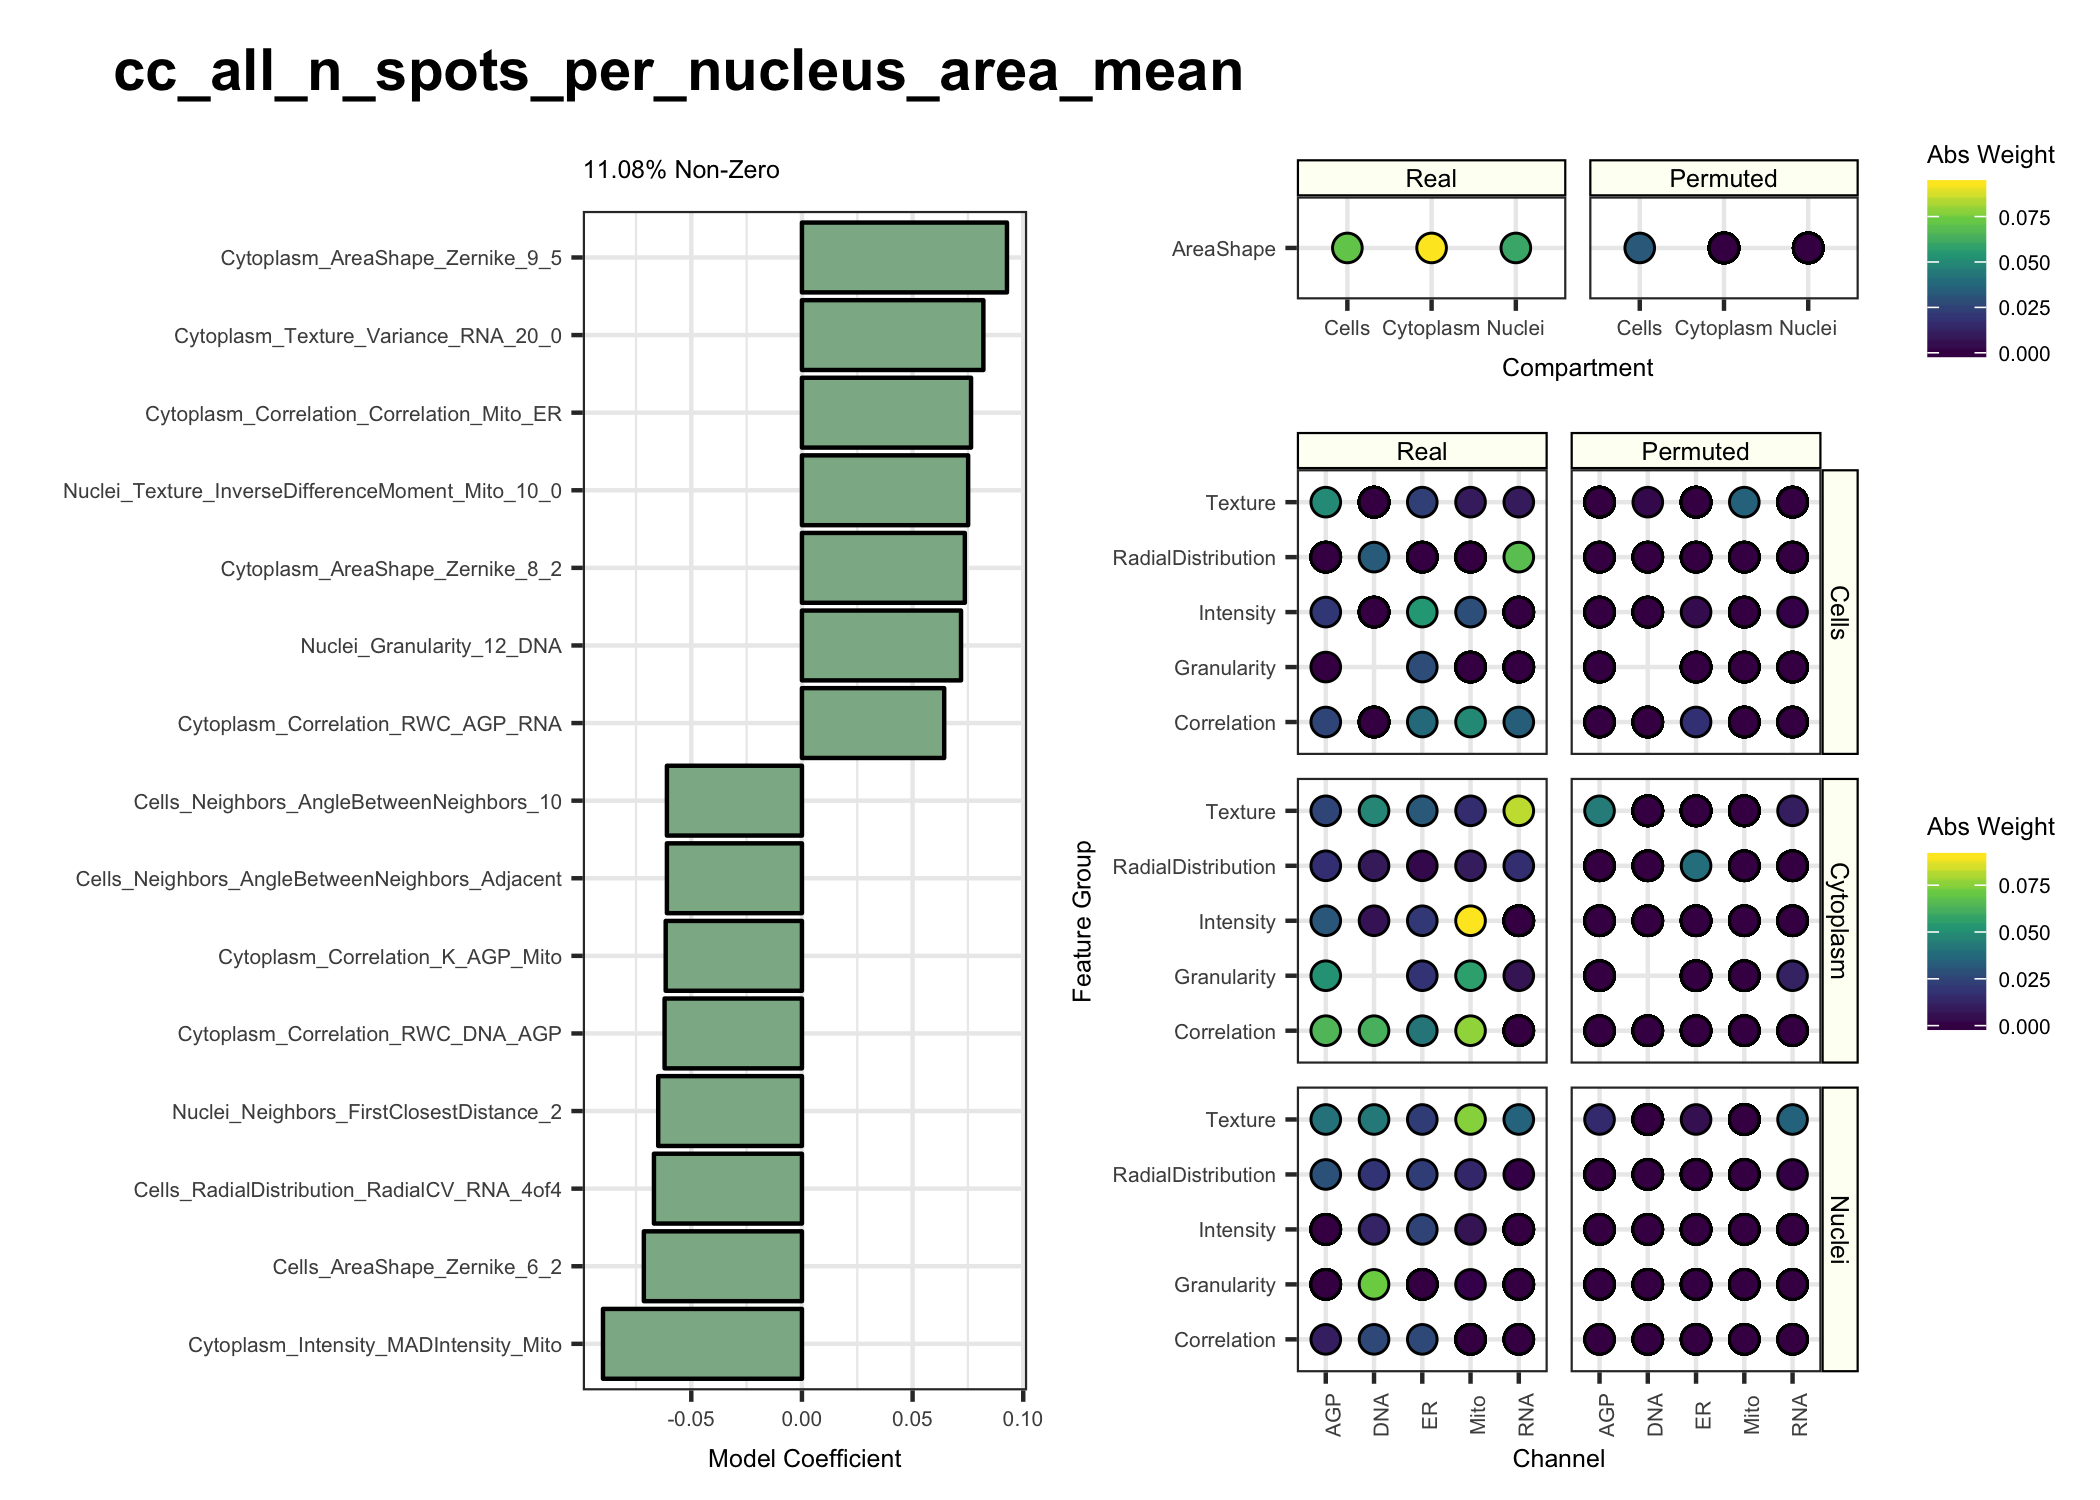 cc_all_n_spots_per_nucleus_area_mean
11.08% Non-Zero
Cytoplasm_AreaShape_Zernike_9_5
Cytoplasm_Texture_Variance_RNA_20_0
Cytoplasm_Correlation_Correlation_Mito_ER
Nuclei_Texture_InverseDifferenceMoment_Mito_10_0
Cytoplasm_AreaShape_Zernike_8_2
Nuclei_Granularity_12_DNA
Cytoplasm_Correlation_RWC_AGP_RNA
Cells_Neighbors_AngleBetweenNeighbors_10
Cells_Neighbors_AngleBetweenNeighbors_Adjacent
Cytoplasm_Correlation_K_AGP_Mito
Cytoplasm_Correlation_RWC_DNA_AGP
Nuclei_Neighbors_FirstClosestDistance_2
Cells_RadialDistribution_RadialCV_RNA_4of4
Cells_AreaShape_Zernike_6_2
Cytoplasm_Intensity_MADIntensity_Mito
-0.05 0.00 0.05 0.10
Model Coefficient
Real Permuted
AreaShape
Cells Cytoplasm Nuclei Cells Cytoplasm Nuclei
Compartment
Abs Weight
0.075
0.050
0.025
0.000
Real Permuted
Feature Group
Texture
RadialDistribution
Intensity
Granularity
Correlation
Cells
Texture
RadialDistribution
Intensity
Granularity
Correlation
Cytoplasm
Texture
RadialDistribution
Intensity
Granularity
Correlation
Nuclei
AGP DNA ER Mito RNA AGP DNA ER Mito RNA
Channel
Abs Weight
0.075
0.050
0.025
0.000